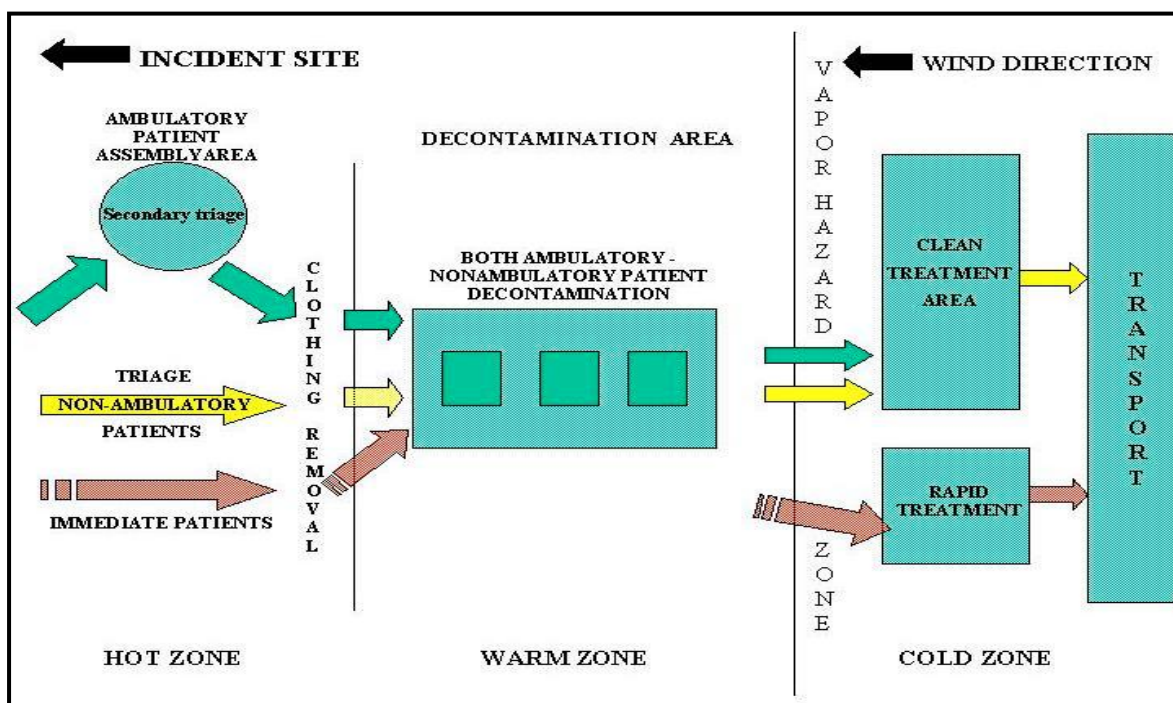 INCIDENT SITE
WIND DIRECTION
AMBULATORY
PATIENT
ASSEMBLYAREA
Secondary triage
DECONTAMINATION AREA
BOTH AMBULATORY -
NONAMBULATORY PATIENT
DECONTAMINATION
CLOTHING REMOVAL
TRIAGE
NON-AMBULATORY
PATIENTS
IMMEDIATE PATIENTS
VAPOR HAZARD ZONE
CLEAN
TREATMENT
AREA
RAPID
TREATMENT
TRANSPORT
HOT ZONE
WARM ZONE
COLD ZONE